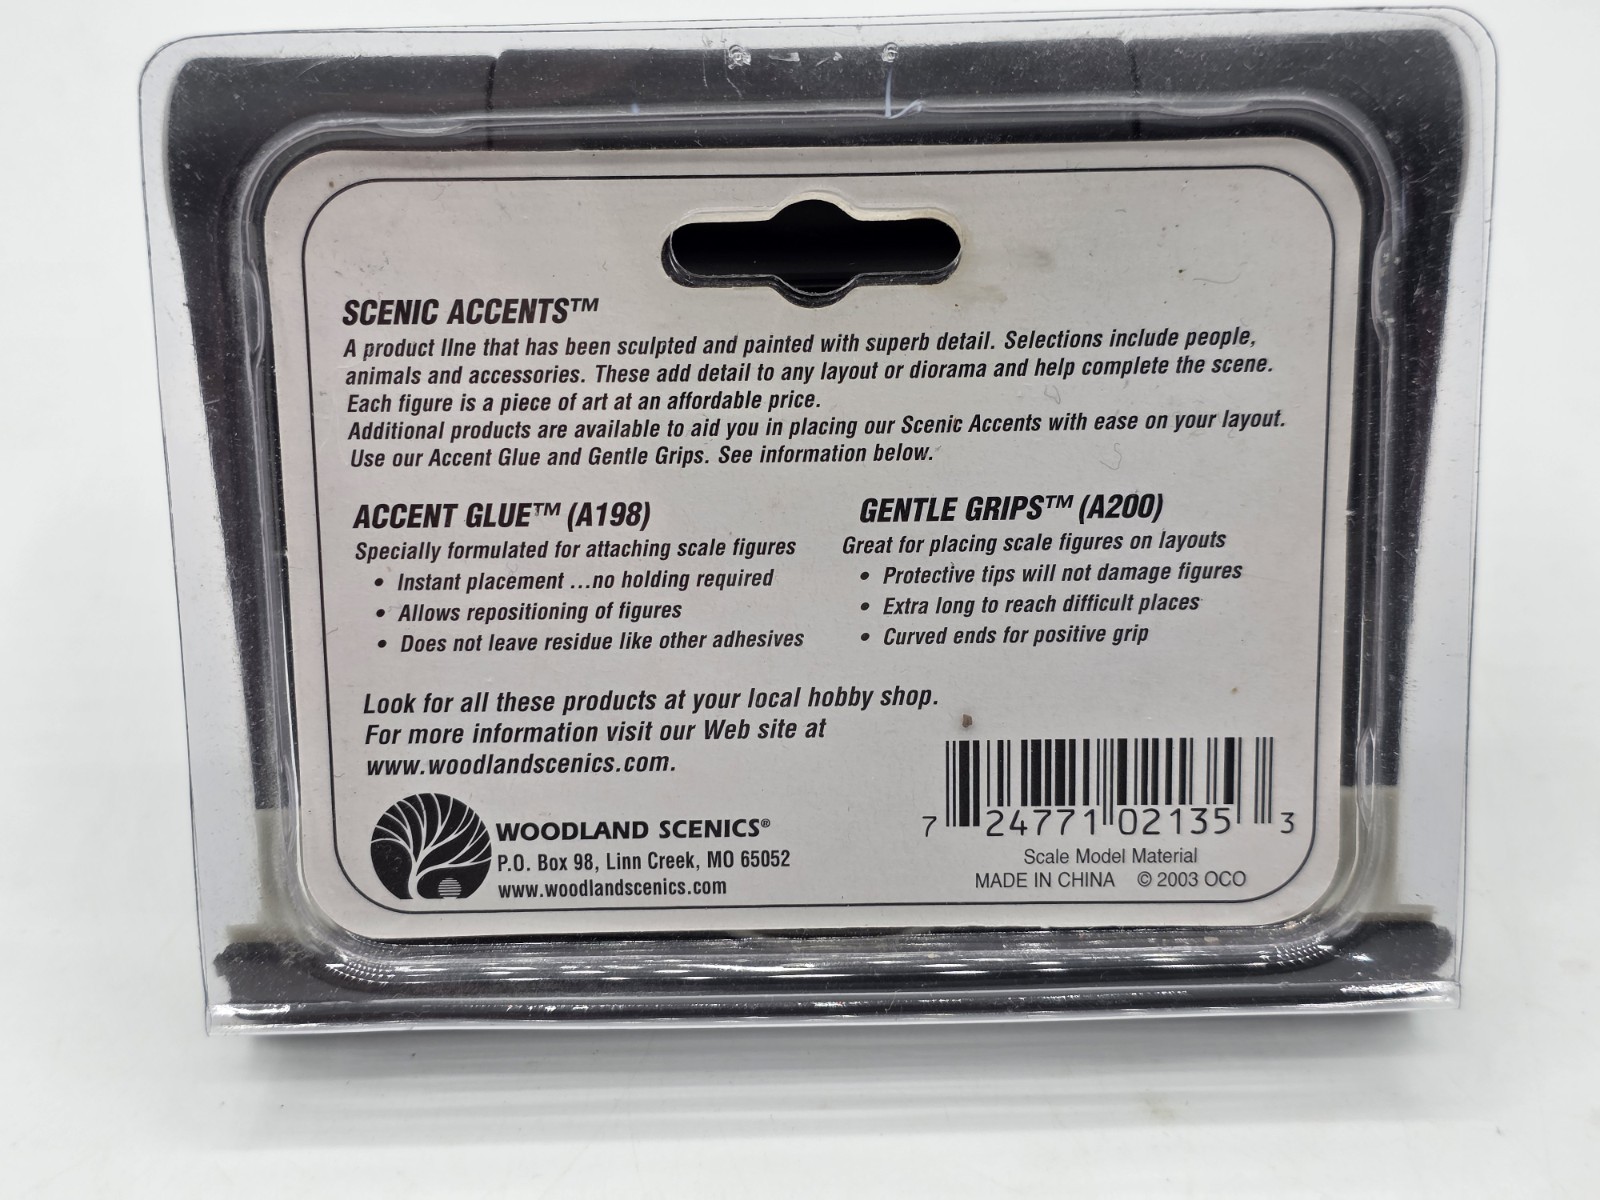 SCENIC ACCENTS™
A product lIne that has been sculpted and painted with superb detail. Selections include people,
animals and accessories. These add detail to any layout or diorama and help complete the scene.
Each figure is a piece of art at an affordable price.
Additional products are available to aid you in placing our Scenic Accents with ease on your layout.
Use our Accent Glue and Gentle Grips. See information below.
ACCENT GLUE™ (A198)
Specially formulated for attaching scale figures
• Instant placement ...no holding required
• Allows repositioning of figures
• Does not leave residue like other adhesives
GENTLE GRIPS™ (A200)
Great for placing scale figures on layouts
• Protective tips will not damage figures
• Extra long to reach difficult places
• Curved ends for positive grip
Look for all these products at your local hobby shop.
For more information visit our Web site at
www.woodlandscenics.com.
WOODLAND SCENICS®
P.O. Box 98, Linn Creek, MO 65052
www.woodlandscenics.com
7 24771 02135 3
Scale Model Material
MADE IN CHINA © 2003 OCO